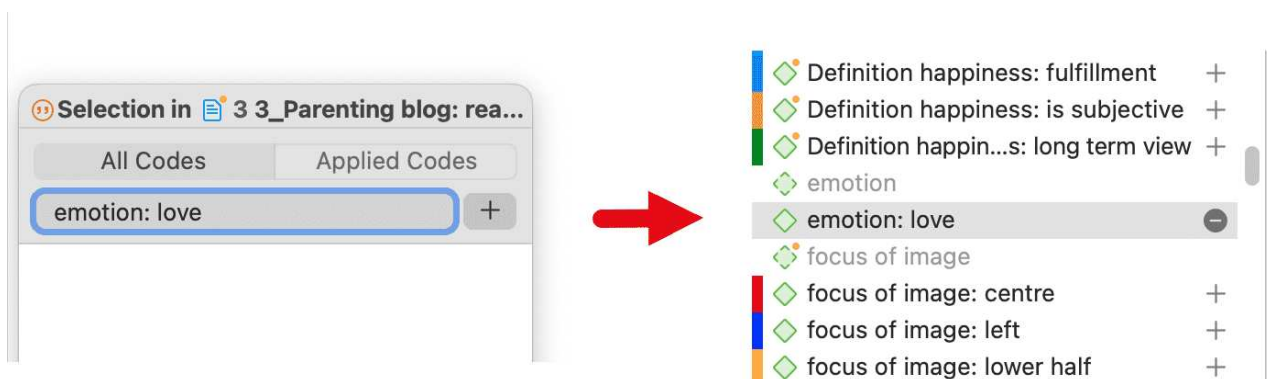 Selection in 3 3_Parenting blog: rea...
All Codes
Applied Codes
emotion: love
+
Definition happiness: fulfillment +
Definition happiness: is subjective +
Definition happin...s: long term view +
emotion
emotion: love
focus of image
focus of image: centre +
focus of image: left +
focus of image: lower half +